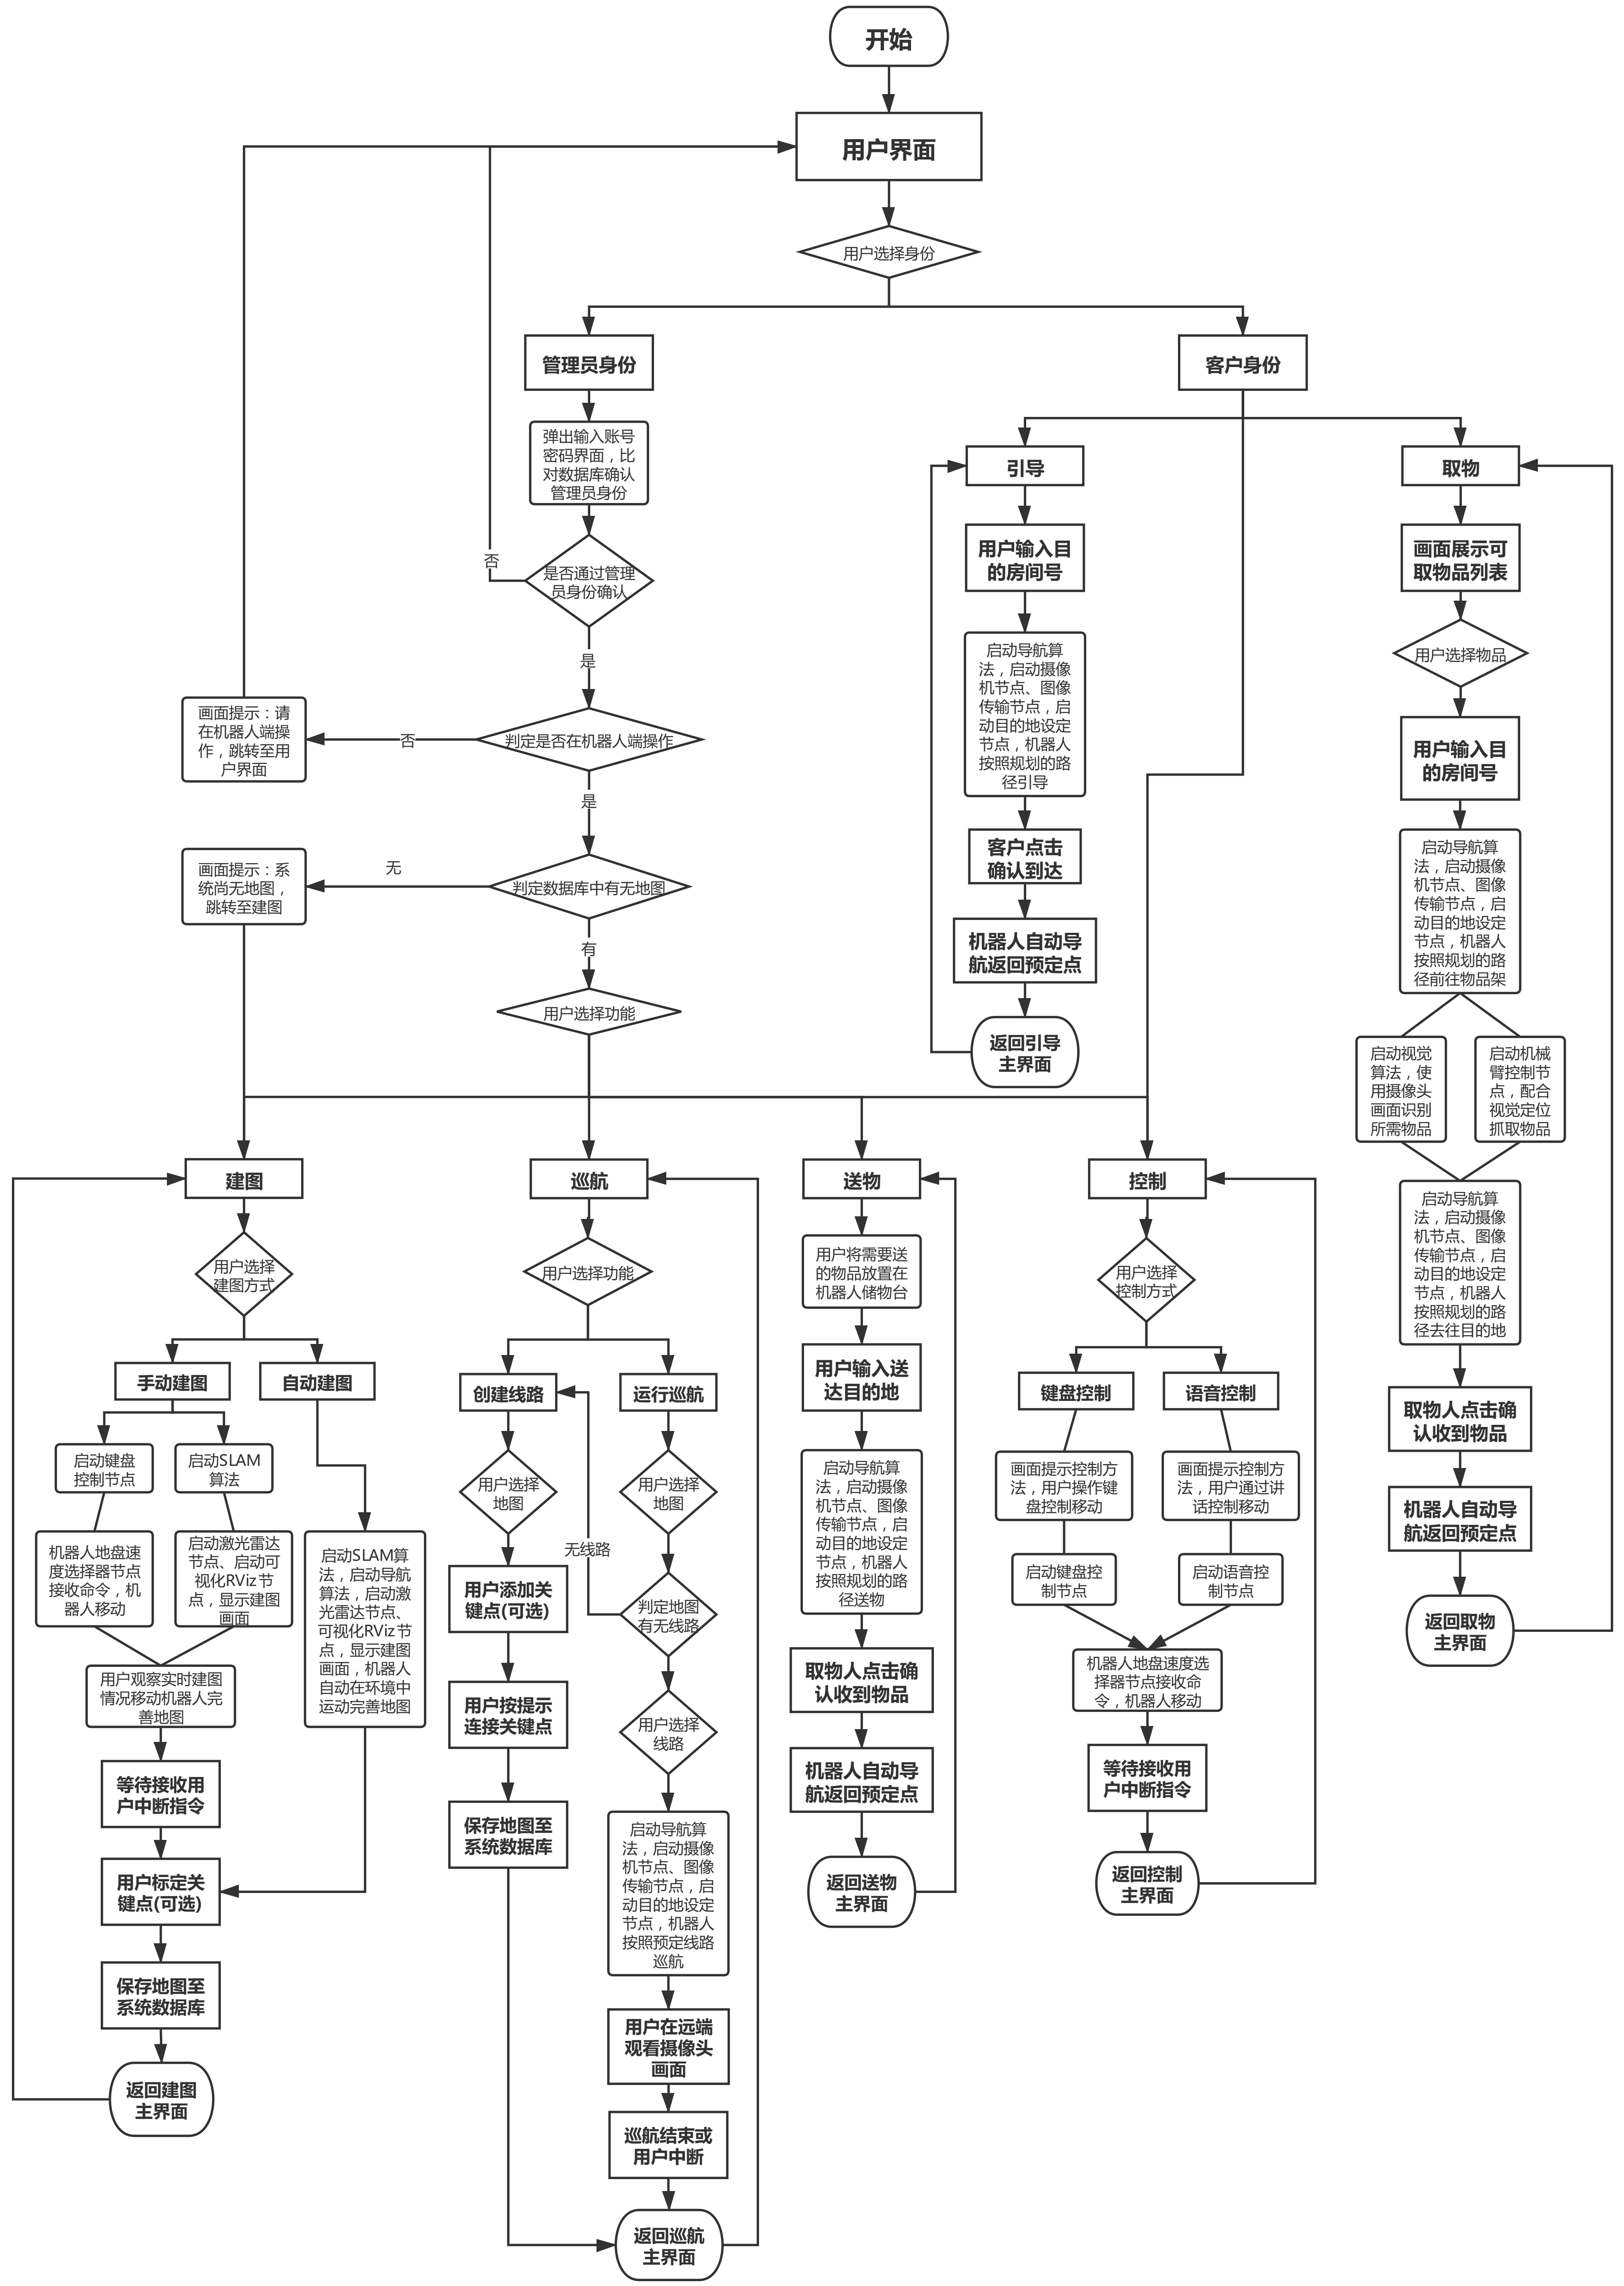 开始
用户界面
用户选择身份
管理员身份
客户身份
弹出输入账号
密码界面，比
对数据库确认
管理员身份
否
是否通过管理
员身份确认
是
画面提示：请
在机器人端操
作，跳转至用
户界面
否
判定是否在机器人端操作
是
画面提示：系
统尚无地图，
跳转至建图
无
判定数据库中有无地图
有
用户选择功能
引导
用户输入目
的房间号
启动导航算
法，启动摄像
机节点、图像
传输节点，启
动目的地设定
节点，机器人
按照规划的路
径引导
客户点击
确认到达
机器人自动导
航返回预定点
返回引导
主界面
取物
画面展示可
取物品列表
用户选择物品
用户输入目
的房间号
启动导航算
法，启动摄像
机节点、图像
传输节点，启
动目的地设定
节点，机器人
按照规划的路
径前往物品架
启动视觉
算法，使
用摄像头
画面识别
所需物品
启动机械
臂控制节
点，配合
视觉定位
抓取物品
启动导航算
法，启动摄像
机节点、图像
传输节点，启
动目的地设定
节点，机器人
按照规划的路
径去往目的地
取物人点击确
认收到物品
机器人自动导
航返回预定点
返回取物
主界面
建图
用户选择
建图方式
手动建图
自动建图
启动键盘
控制节点
启动SLAM
算法
机器人地盘速
度选择器节点
接收命令，机
器人移动
启动激光雷达
节点、启动可
视化RViz节
点，显示建图
画面
启动SLAM算
法，启动导航
算法，启动激
光雷达节点、
可视化RViz节
点，显示建图
画面，机器人
自动在环境中
运动完善地图
用户观察实时建图
情况移动机器人完
善地图
等待接收用
户中断指令
用户标定关
键点(可选)
保存地图至
系统数据库
返回建图
主界面
巡航
用户选择功能
创建线路
运行巡航
用户选择
地图
用户选择
地图
无线路
用户添加关
键点(可选)
判定地图
有无线路
用户按提示
连接关键点
用户选择
线路
保存地图至
系统数据库
启动导航算
法，启动摄像
机节点、图像
传输节点，启
动目的地设定
节点，机器人
按照预定线路
巡航
用户在远端
观看摄像头
画面
巡航结束或
用户中断
返回巡航
主界面
送物
用户将需要送
的物品放置在
机器人储物台
用户输入送
达目的地
启动导航算
法，启动摄像
机节点、图像
传输节点，启
动目的地设定
节点，机器人
按照规划的路
径送物
取物人点击确
认收到物品
机器人自动导
航返回预定点
返回送物
主界面
控制
用户选择
控制方式
键盘控制
语音控制
画面提示控制方
法，用户操作键
盘控制移动
画面提示控制方
法，用户通过讲
话控制移动
启动键盘控
制节点
启动语音控
制节点
机器人地盘速度选
择器节点接收命
令，机器人移动
等待接收用
户中断指令
返回控制
主界面